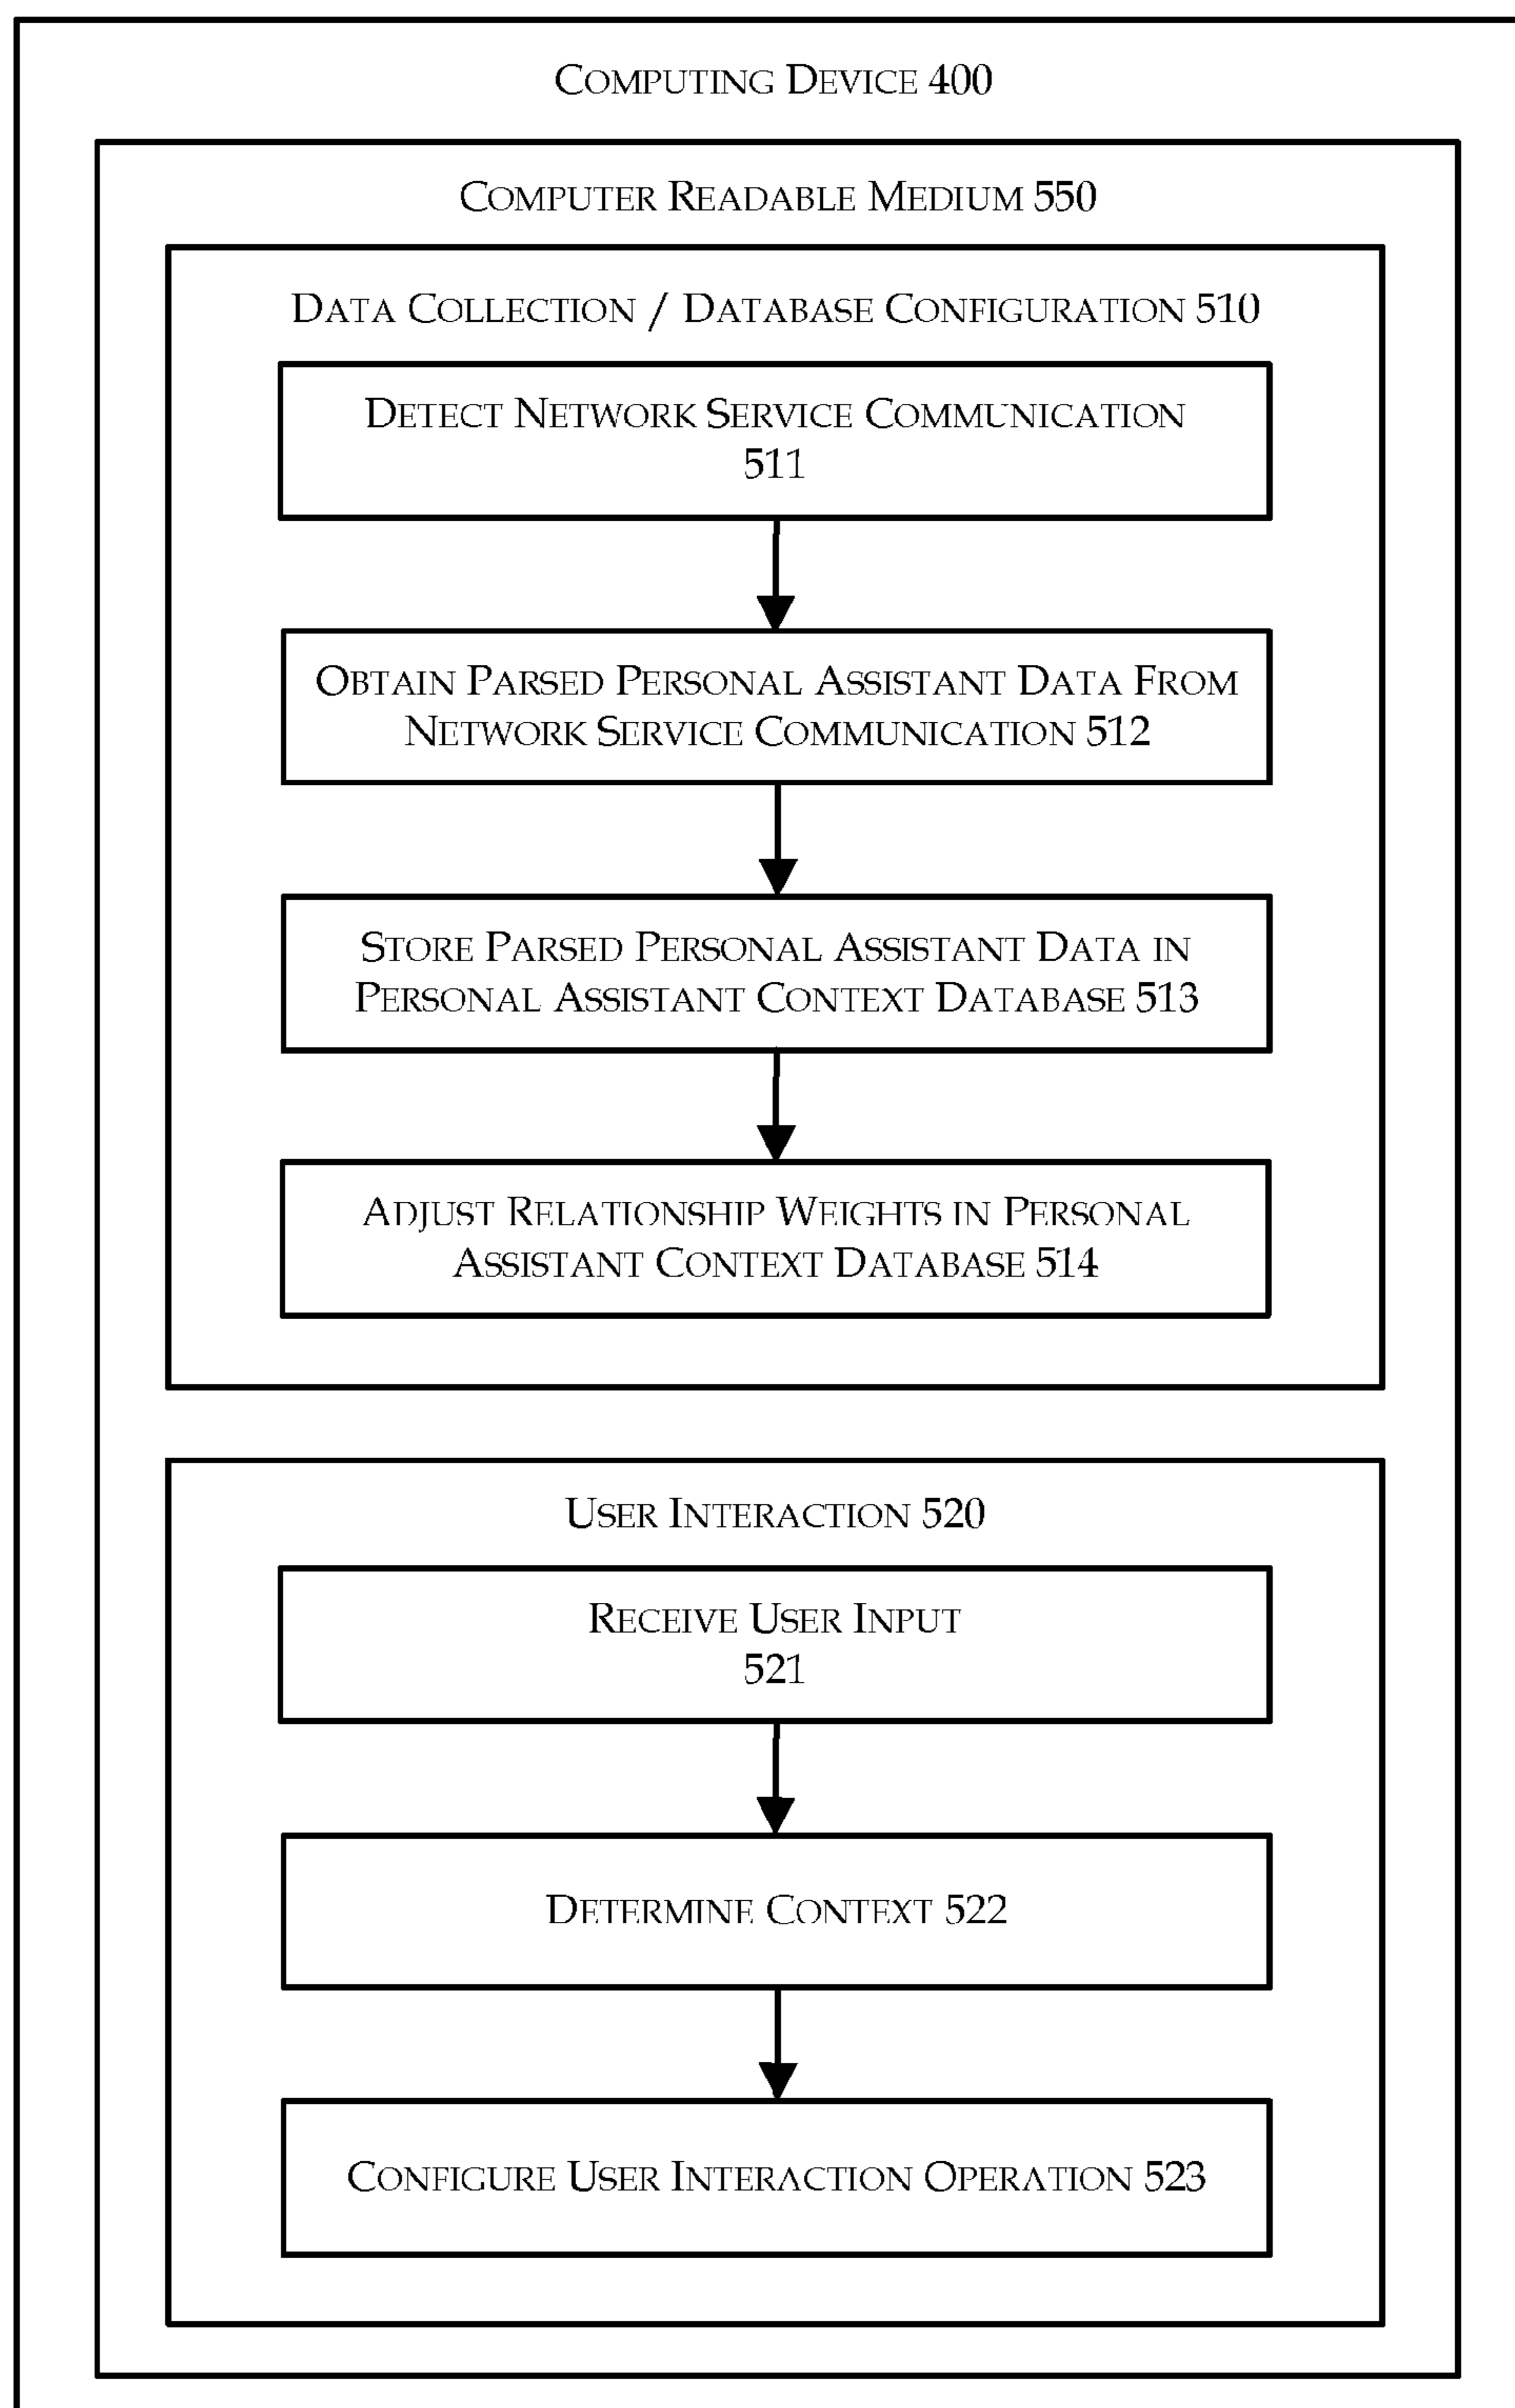 Computing Device 400
Computer Readable Medium 550
Data Collection / Database Configuration 510
Detect Network Service Communication
511
Obtain Parsed Personal Assistant Data From
Network Service Communication 512
Store Parsed Personal Assistant Data in
Personal Assistant Context Database 513
Adjust Relationship Weights in Personal
Assistant Context Database 514
User Interaction 520
Receive User Input
521
Determine Context 522
Configure User Interaction Operation 523